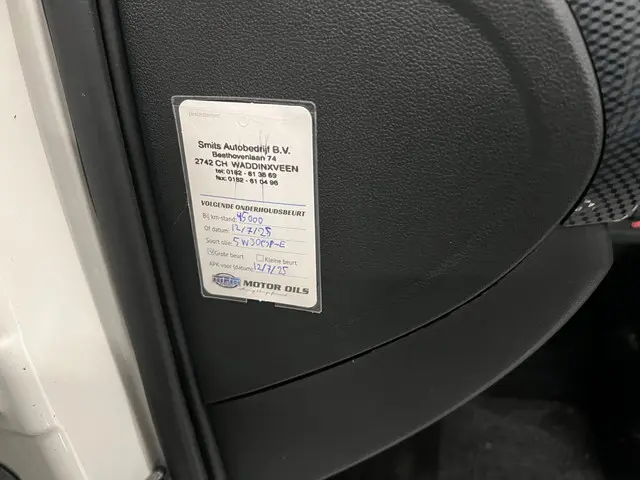 Smits Autobedrijf B.V.
Beethovenlaan 74
2742 CH WADDINXVEEN
tel: 0182 - 61 36 69
fax: 0182 - 61 04 96
VOLGENDE ONDERHOUDSBEURT
Bij km-stand: 45000
Of datum: 12/7/25
Soort olie: 5W30
Grote beurt Kleine beurt
APK voor (datum): 12/7/25
MOTOR OILS